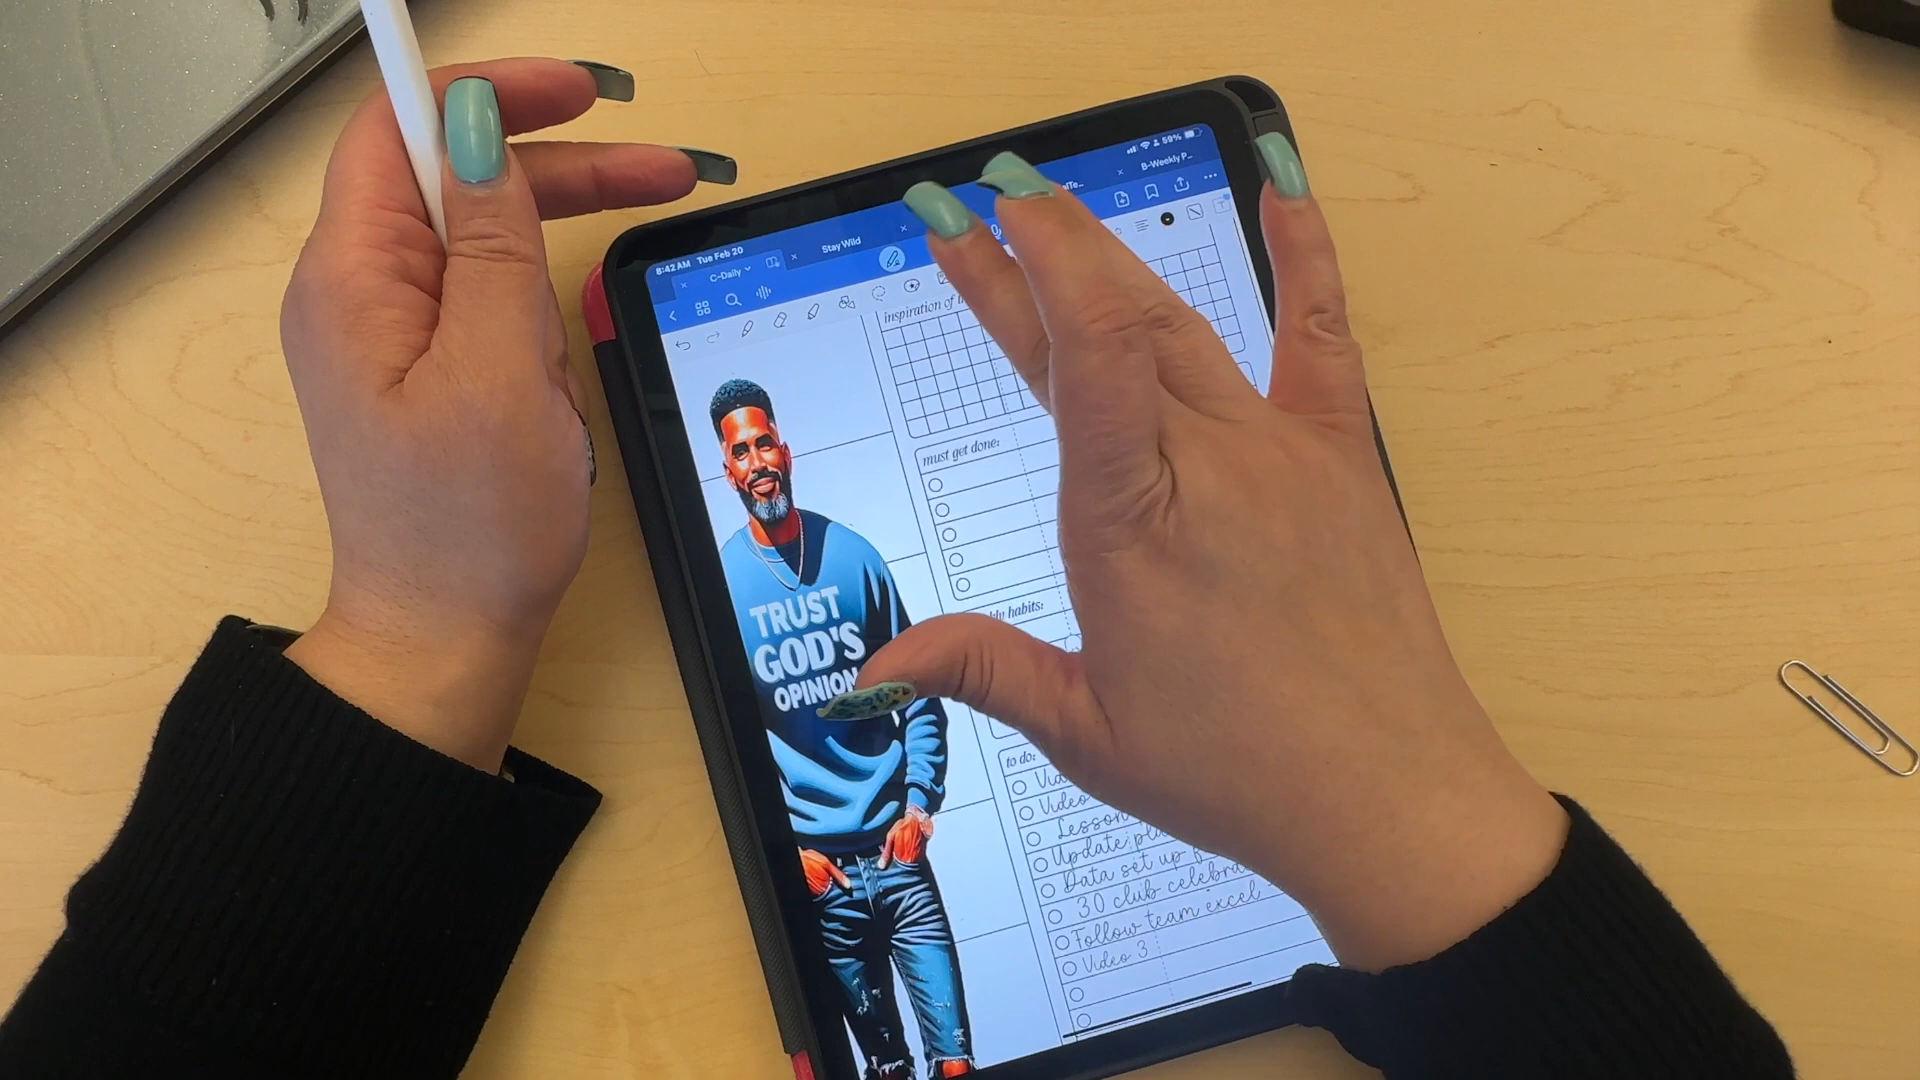 8:42 AM Tue Feb 20
59%
C-Daily
Stay Wild
B-Weekly P...
inspiration of
must get done:
habits:
TRUST
GOD'S
OPINION
to do:
Video
Lesson
Update
Data set up
30 club
Follow team excel
Video 3